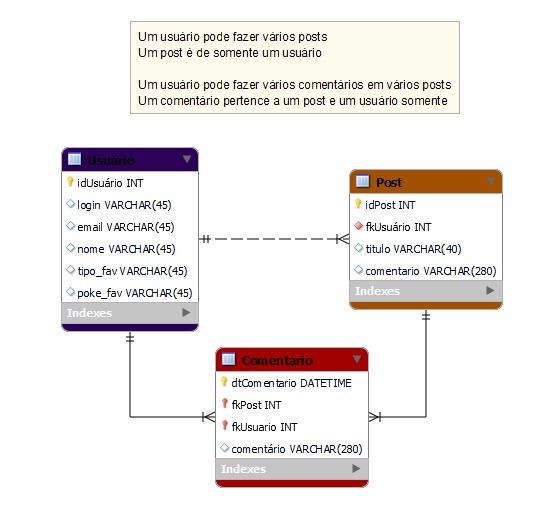 Um usuário pode fazer vários posts
Um post é de somente um usuário
Um usuário pode fazer vários comentários em vários posts
Um comentário pertence a um post e um usuário somente
Usuário
idUsuário INT
login VARCHAR(45)
email VARCHAR(45)
nome VARCHAR(45)
tipo_fav VARCHAR(45)
poke_fav VARCHAR(45)
Indexes
Post
idPost INT
fkUsuário INT
titulo VARCHAR(40)
comentario VARCHAR(280)
Indexes
Comentario
dtComentario DATETIME
fkPost INT
fkUsuario INT
comentário VARCHAR(280)
Indexes